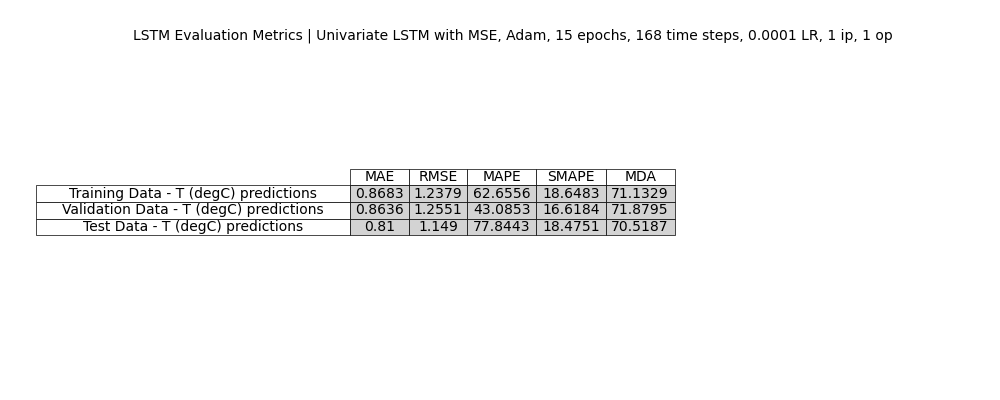 LSTM Evaluation Metrics | Univariate LSTM with MSE, Adam, 15 epochs, 168 time steps, 0.0001 LR, 1 ip, 1 op
MAE RMSE MAPE SMAPE MDA
Training Data - T (degC) predictions 0.8683 1.2379 62.6556 18.6483 71.1329
Validation Data - T (degC) predictions 0.8636 1.2551 43.0853 16.6184 71.8795
Test Data - T (degC) predictions 0.81 1.149 77.8443 18.4751 70.5187